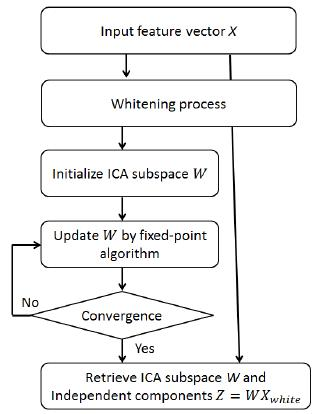 Input feature vector X
Whitening process
Initialize ICA subspace W
Update W by fixed-point
algorithm
No
Convergence
Yes
Retrieve ICA subspace W and
Independent components Z = WX_white